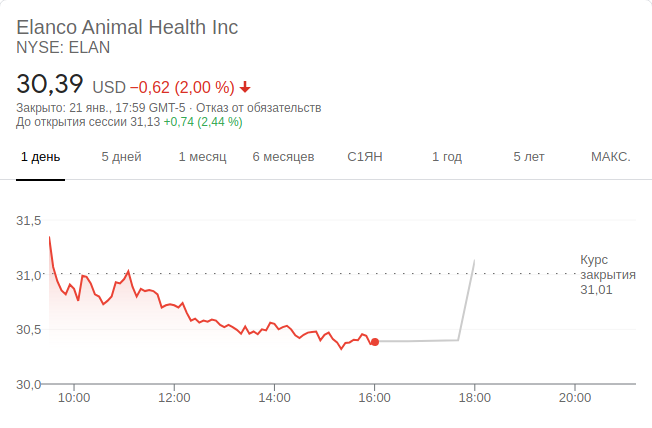 Elanco Animal Health Inc
NYSE: ELAN
30,39 USD −0,62 (2,00 %)
Закрыто: 21 янв., 17:59 GMT-5 · Отказ от обязательств
До открытия сессии 31,13 +0,74 (2,44 %)
1 день 5 дней 1 месяц 6 месяцев С1ЯН 1 год 5 лет МАКС.
31,5
31,0
30,5
30,0
Курс
закрытия
31,01
10:00 12:00 14:00 16:00 18:00 20:00